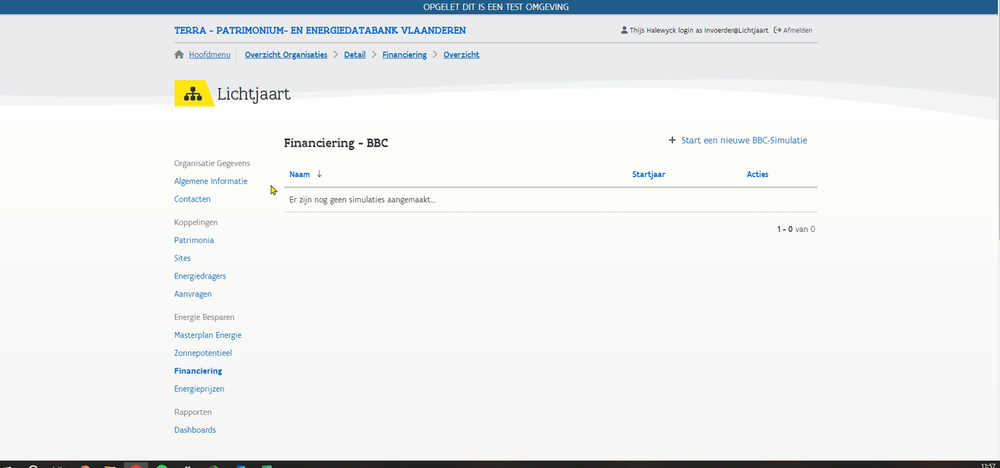 OPGELET DIT IS EEN TEST OMGEVING
TERRA - PATRIMONIUM- EN ENERGIEDATABANK VLAANDEREN
Thijs Halewyck login as Invoerder@Lichtjaart Afmelden
Hoofdmenu Overzicht Organisaties Detail Financiering Overzicht
Lichtjaart
Financiering - BBC
+ Start een nieuwe BBC-Simulatie
Naam ↓ Startjaar Acties
Er zijn nog geen simulaties aangemaakt...
1 - 0 van 0
Organisatie Gegevens
Algemene Informatie
Contacten
Koppelingen
Patrimonia
Sites
Energiedragers
Aanvragen
Energie Besparen
Masterplan Energie
Zonnepotentieel
Financiering
Energieprijzen
Rapporten
Dashboards
11:57